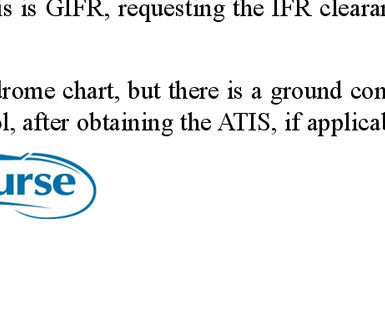 is is GIFR, requesting the IFR clearan
drome chart, but there is a ground con
ol, after obtaining the ATIS, if applicab
urse